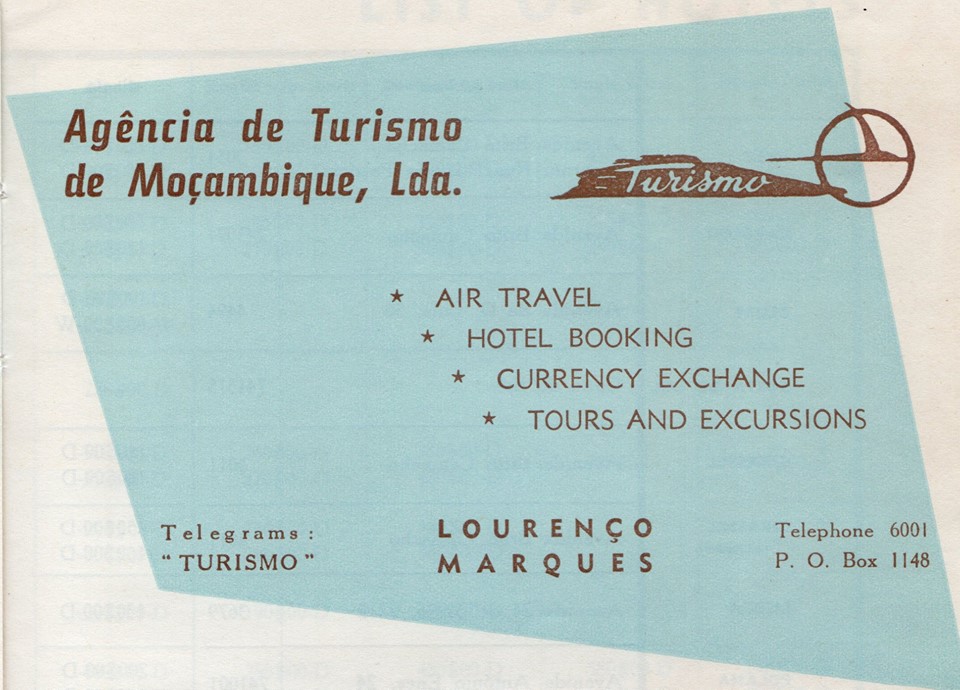 Agência de Turismo
de Moçambique, Lda.
Turismo
★ AIR TRAVEL
★ HOTEL BOOKING
★ CURRENCY EXCHANGE
★ TOURS AND EXCURSIONS
Telegrams :
“ TURISMO ”
LOURENÇO
MARQUES
Telephone 6001
P. O. Box 1148